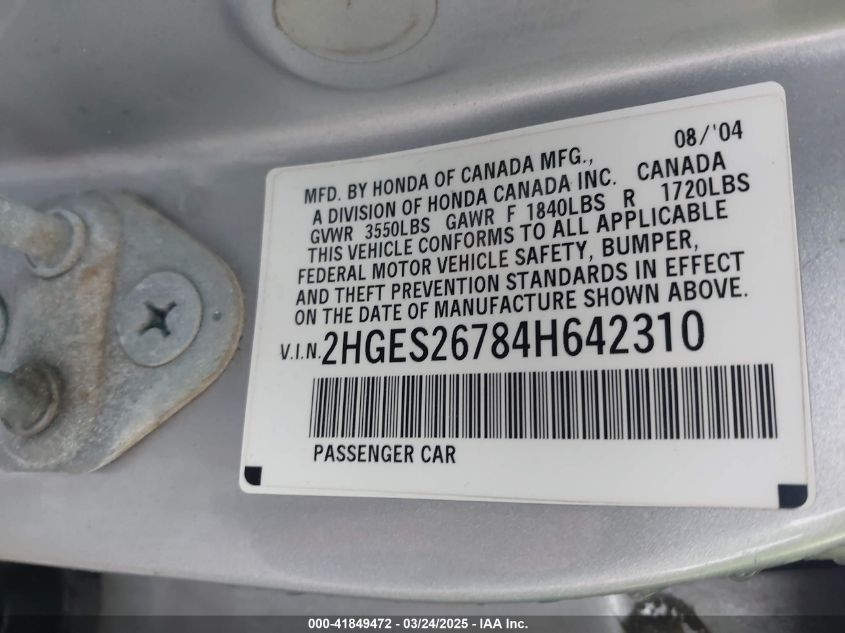 08/'04
MFD. BY HONDA OF CANADA MFG.,
A DIVISION OF HONDA CANADA INC. CANADA
GVWR 3550LBS GAWR F 1840LBS R 1720LBS
THIS VEHICLE CONFORMS TO ALL APPLICABLE
FEDERAL MOTOR VEHICLE SAFETY, BUMPER,
AND THEFT PREVENTION STANDARDS IN EFFECT
ON THE DATE OF MANUFACTURE SHOWN ABOVE.
V.I.N. 2HGES26784H642310
PASSENGER CAR
000-41849472 — 03/24/2025 — IAA Inc.